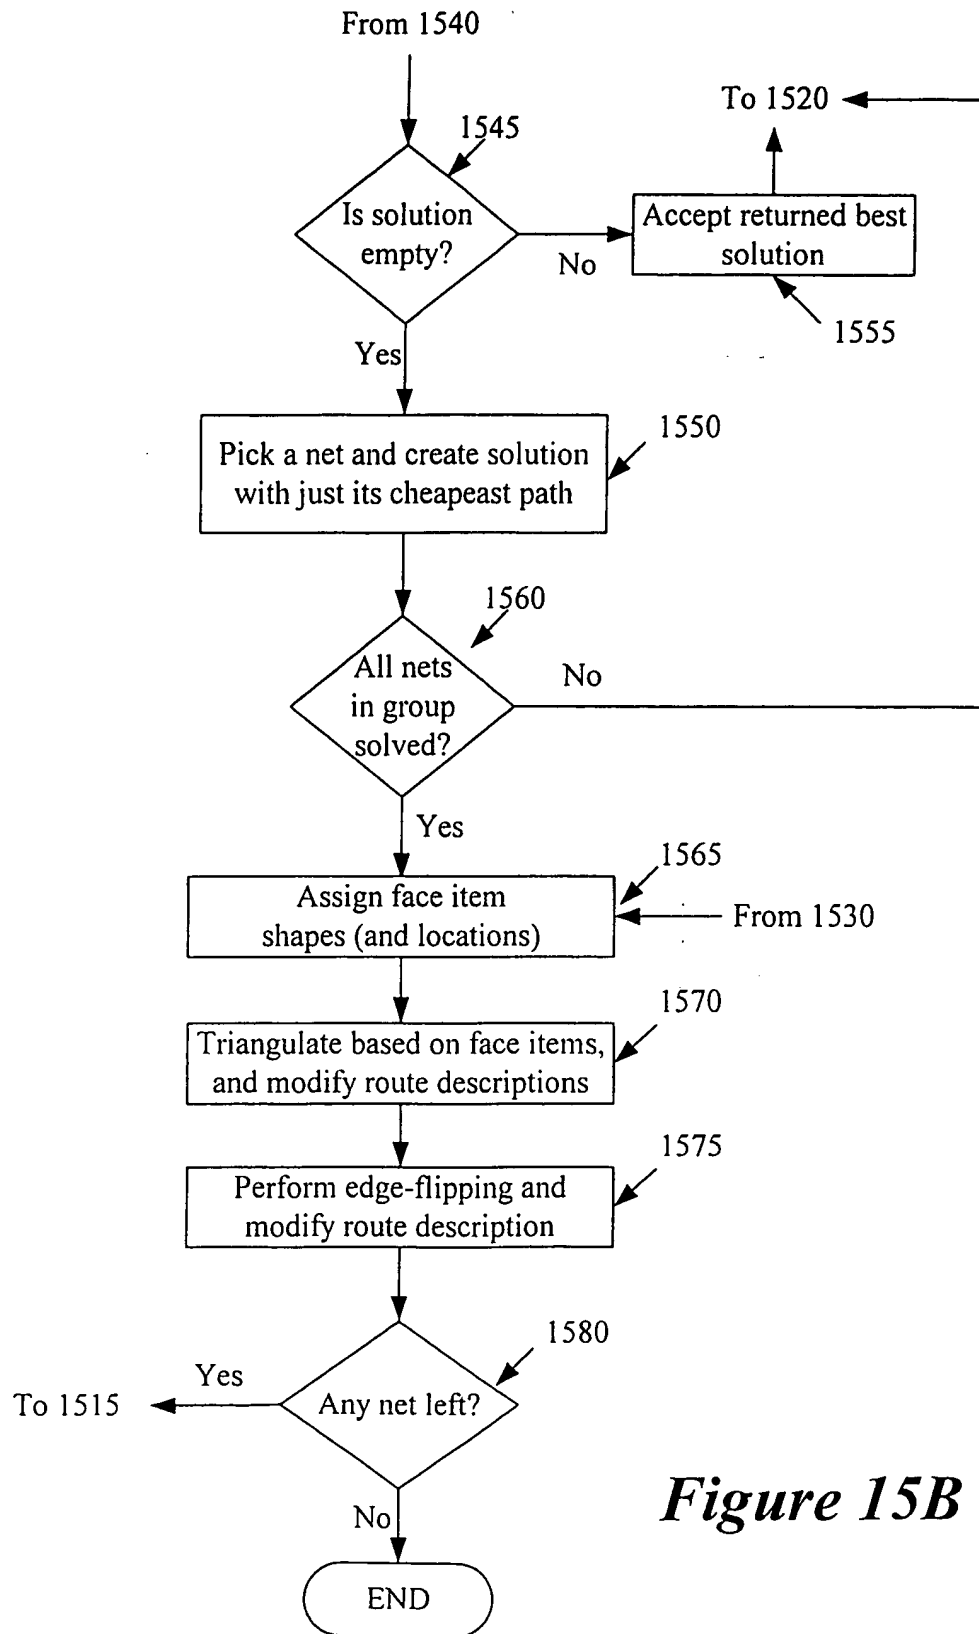 From 1540
To 1520
1545
Is solution
empty?
No
Accept returned best
solution
1555
Yes
1550
Pick a net and create solution
with just its cheapeast path
1560
All nets
in group
solved?
No
Yes
1565
Assign face item
shapes (and locations)
From 1530
1570
Triangulate based on face items,
and modify route descriptions
1575
Perform edge-flipping and
modify route description
1580
Yes
To 1515
Any net left?
No
Figure 15B
END